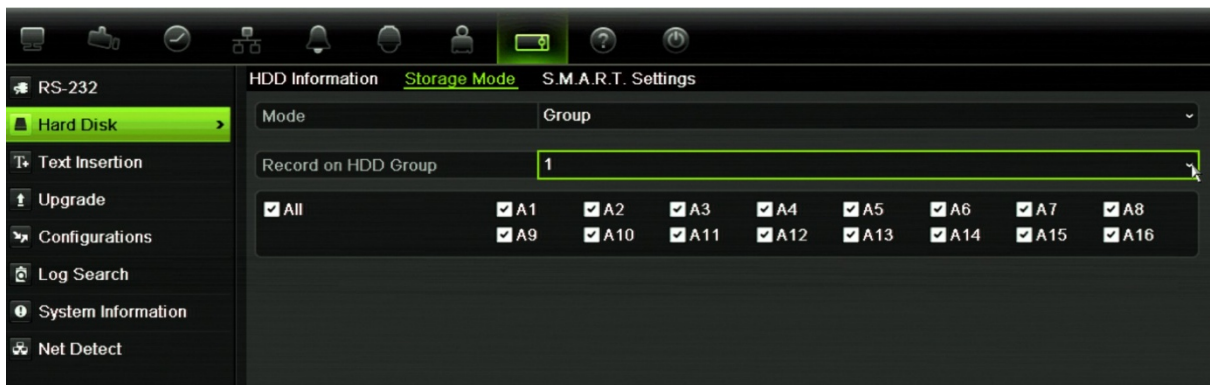 RS-232
Hard Disk
Text Insertion
Upgrade
Configurations
Log Search
System Information
Net Detect
HDD Information Storage Mode S.M.A.R.T. Settings
Mode Group
Record on HDD Group 1
All A1 A2 A3 A4 A5 A6 A7 A8
A9 A10 A11 A12 A13 A14 A15 A16